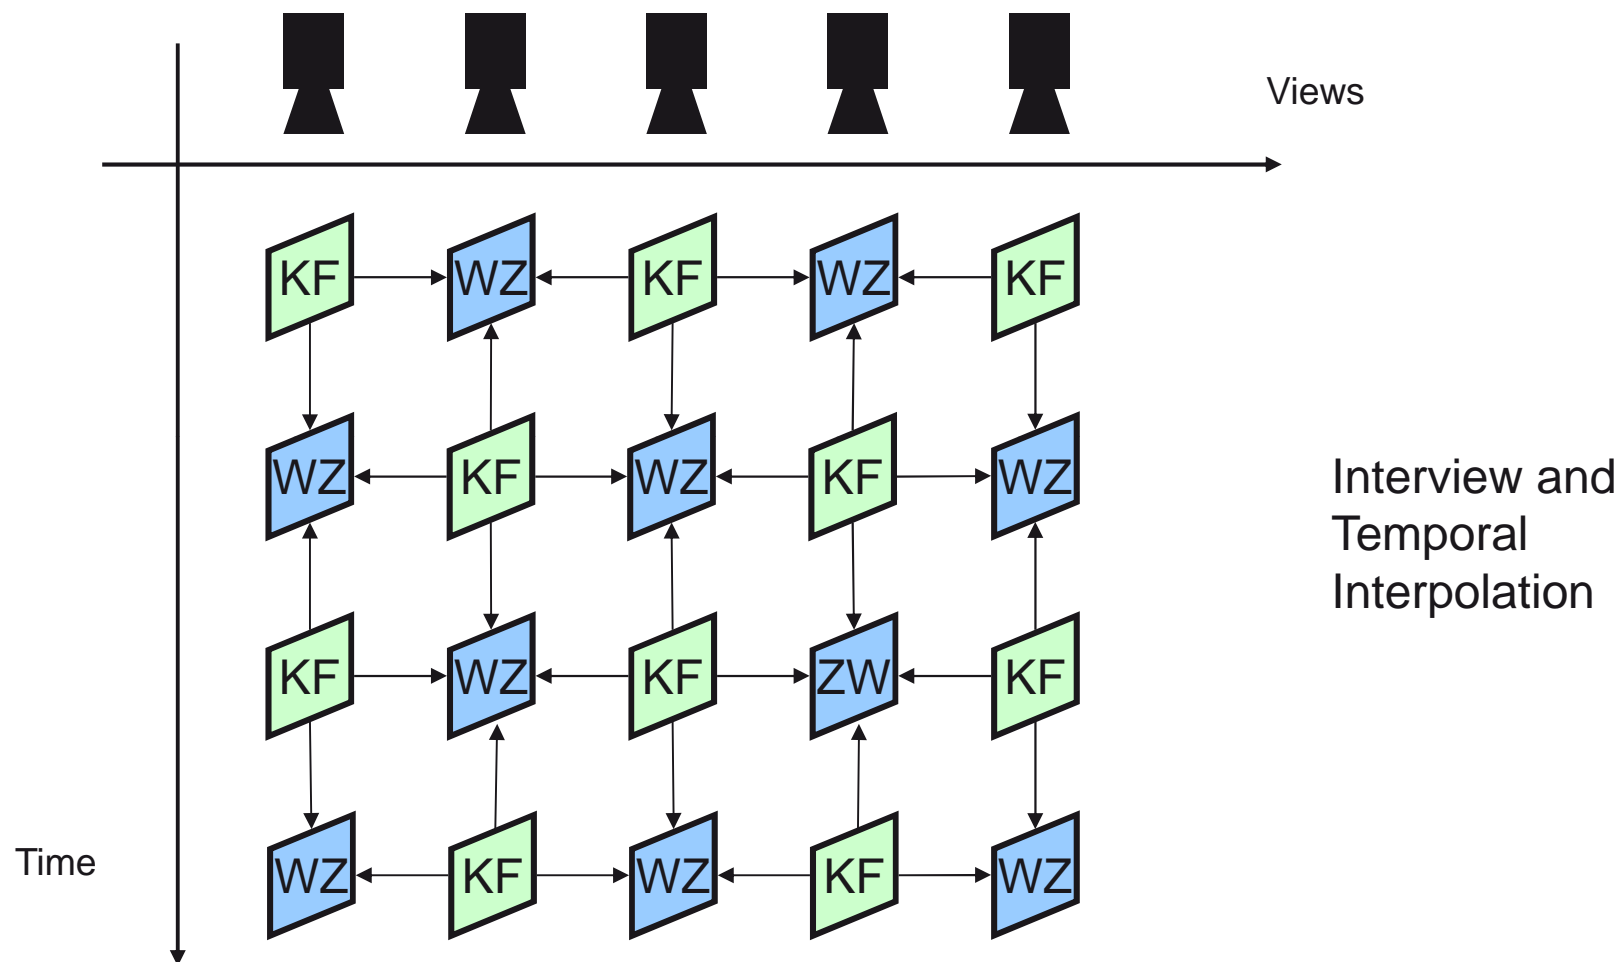 Views
KF WZ KF WZ KF
WZ KF WZ KF WZ
Interview and
Temporal
Interpolation
KF WZ KF ZW KF
Time
WZ KF WZ KF WZ